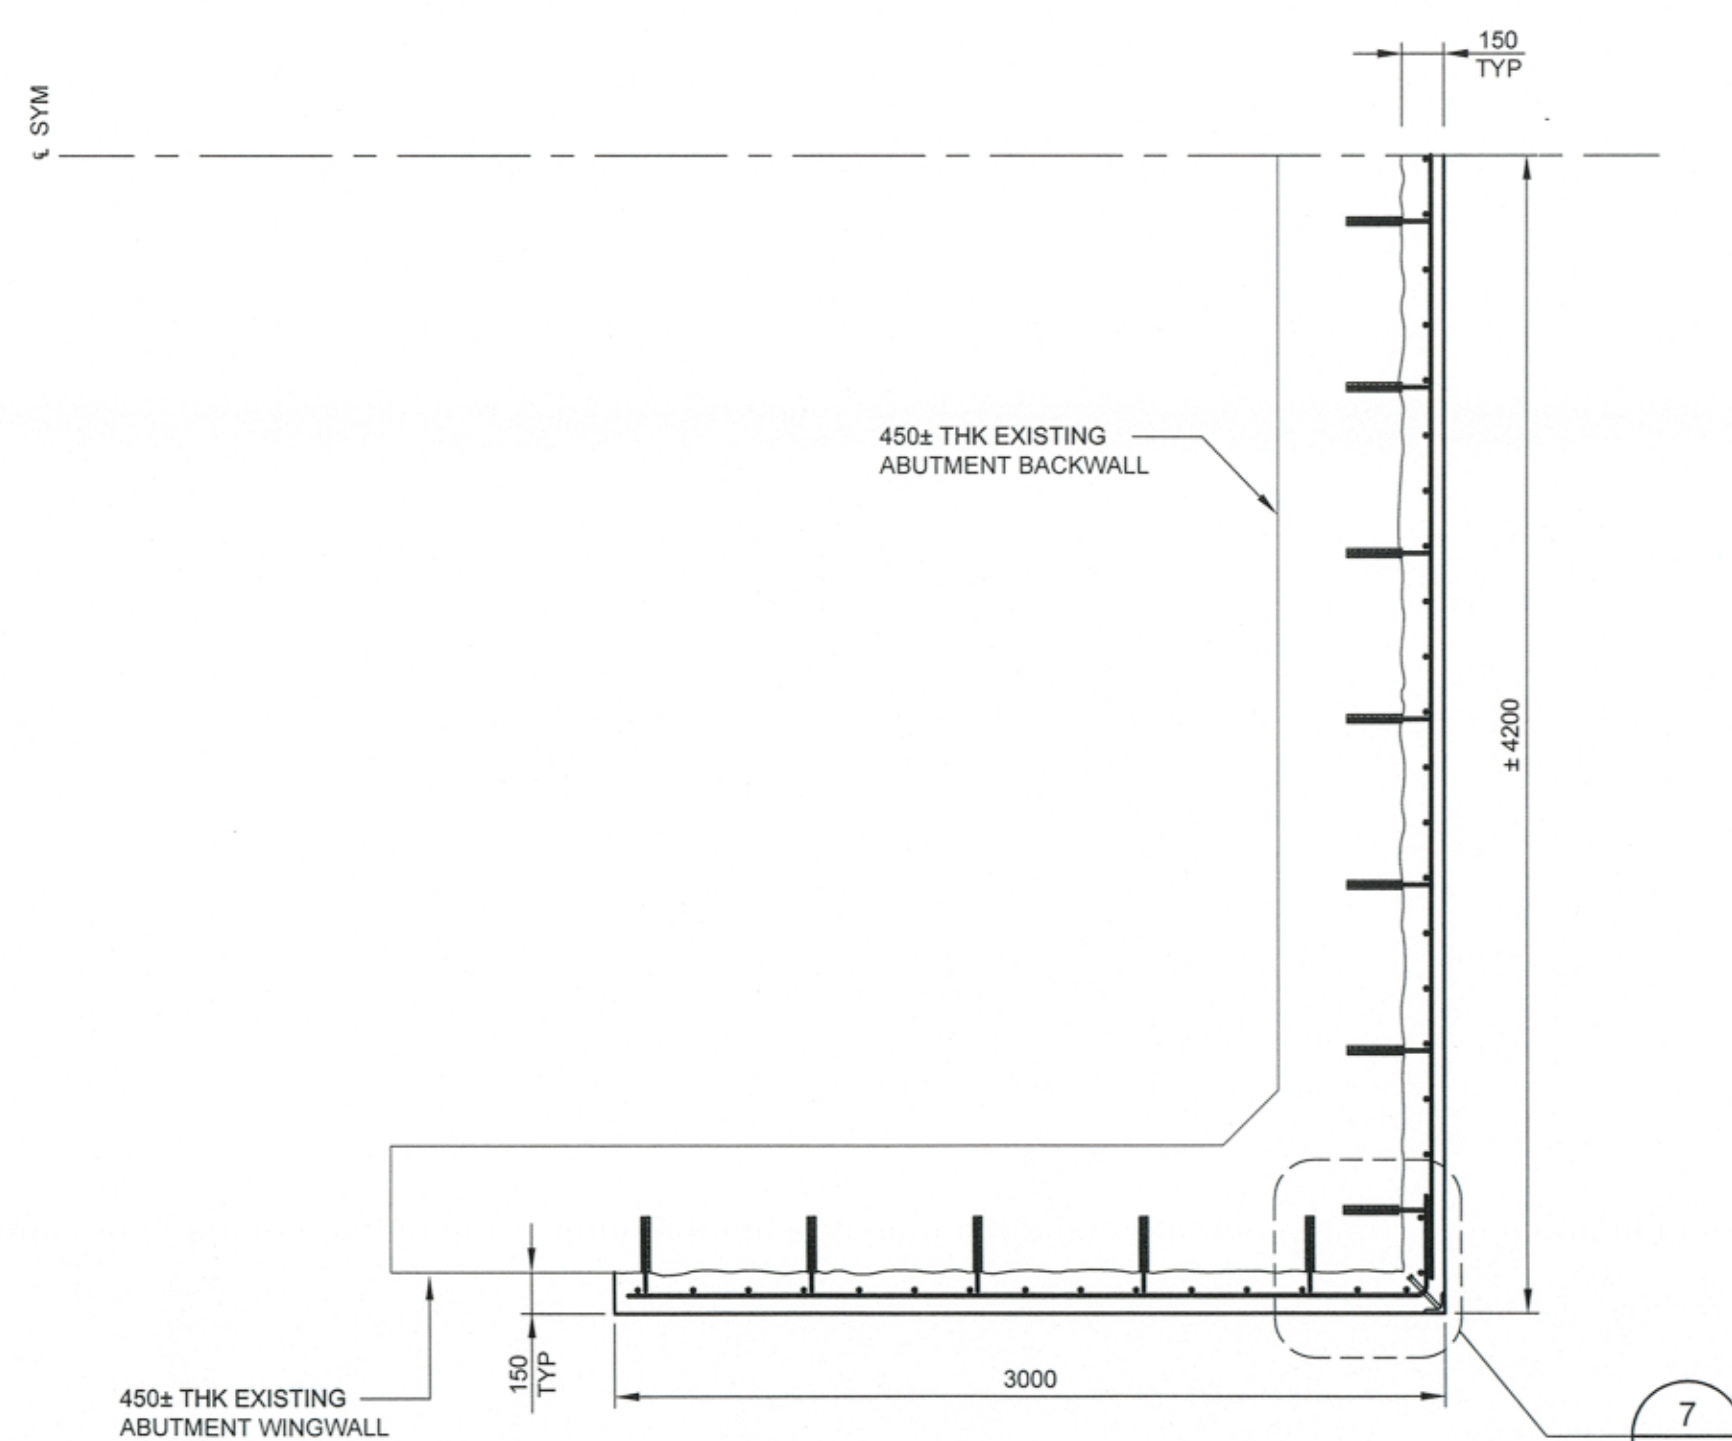 150
TYP
℄ SYM
450± THK EXISTING
ABUTMENT BACKWALL
± 4200
150
TYP
3000
450± THK EXISTING
ABUTMENT WINGWALL
7